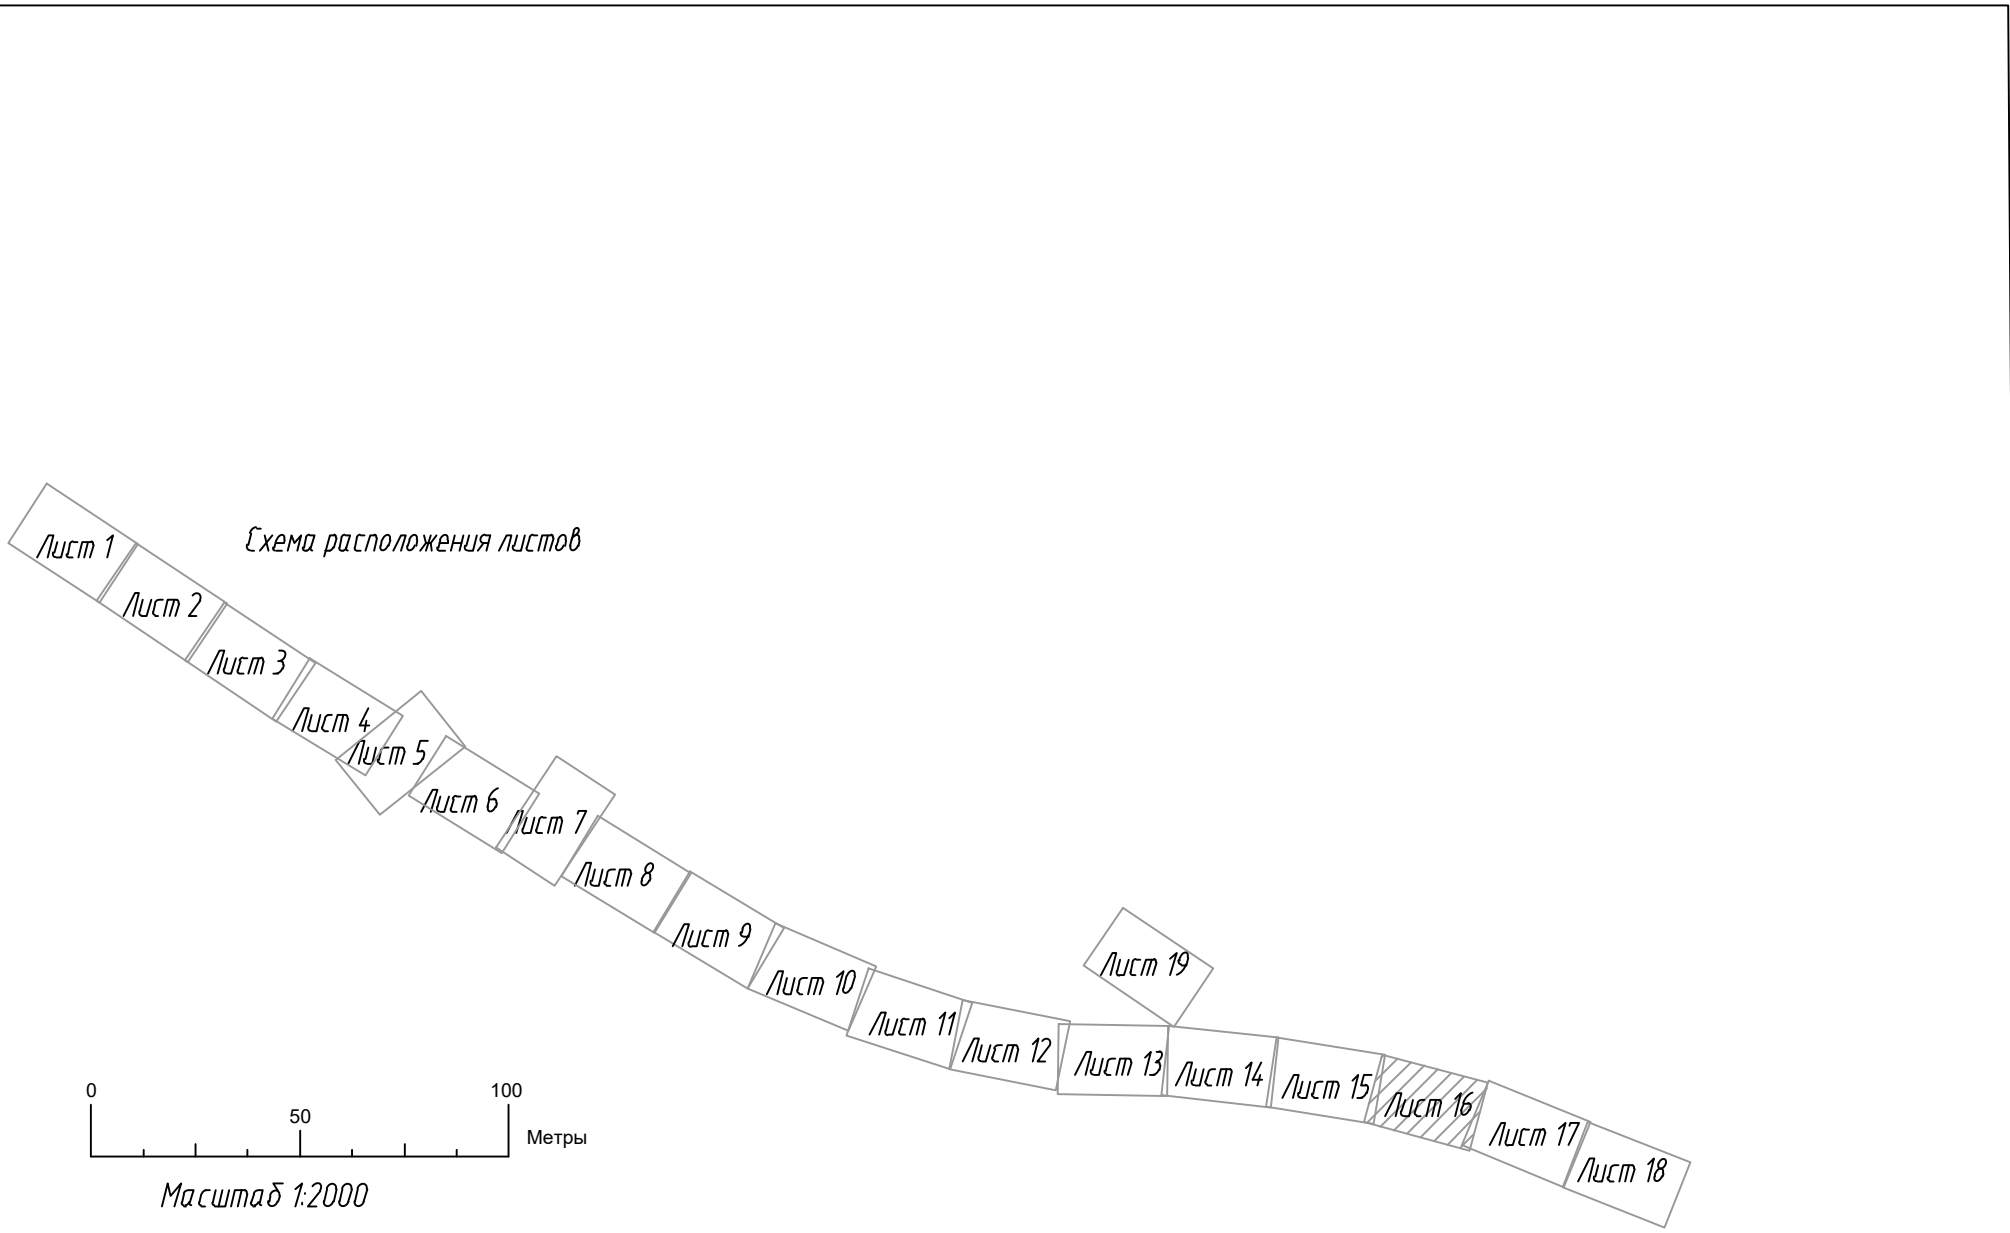 Схема расположения листов
Лист 1
Лист 2
Лист 3
Лист 4
Лист 5
Лист 6
Лист 7
Лист 8
Лист 9
Лист 10
Лист 11
Лист 12
Лист 13
Лист 14
Лист 15
Лист 16
Лист 17
Лист 18
Лист 19
0
50
100
Метры
Масштаб 1:2000